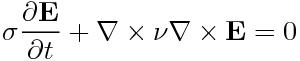 σ ∂𝐄/∂t + ∇ × ν∇ × 𝐄 = 0